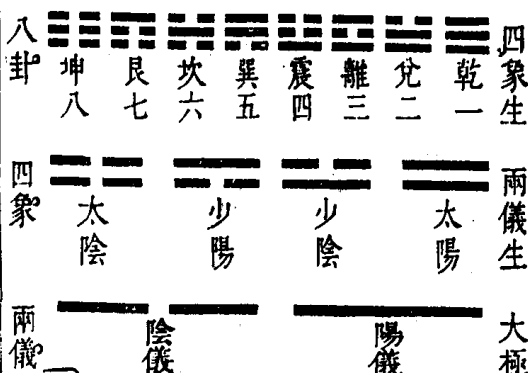 四象生
乾一
兌二
離三
震四
巽五
坎六
艮七
坤八
八卦
兩儀生
太陽
少陰
少陽
太陰
四象
大極
陽儀
陰儀
兩儀